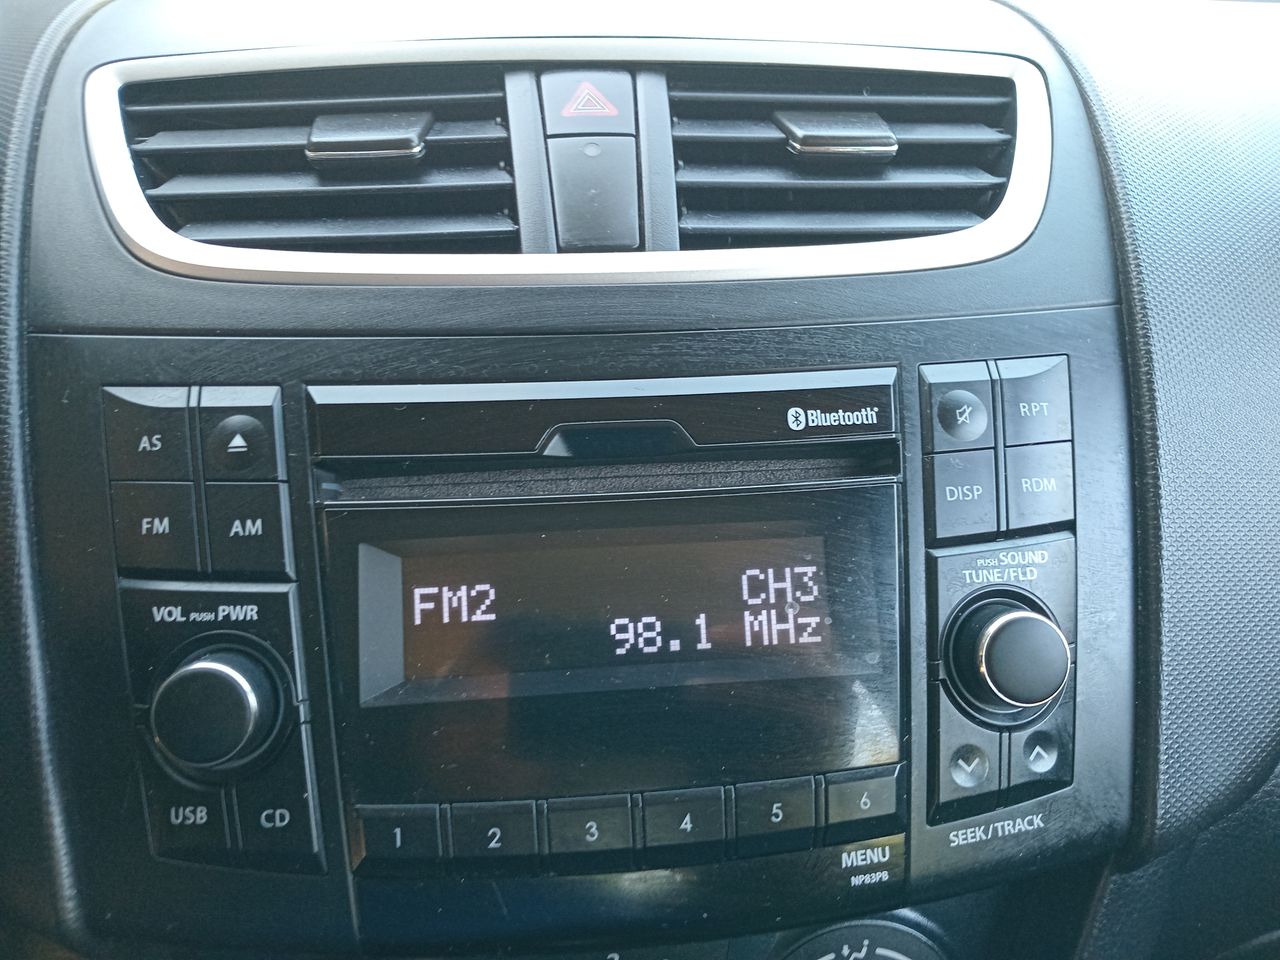 Bluetooth
AS
FM
AM
RPT
DISP
RDM
VOL PUSH PWR
PUSH SOUND
TUNE/FLD
FM2
CH3
98.1 MHz
USB
CD
1
2
3
4
5
6
SEEK/TRACK
MENU
NP83PB